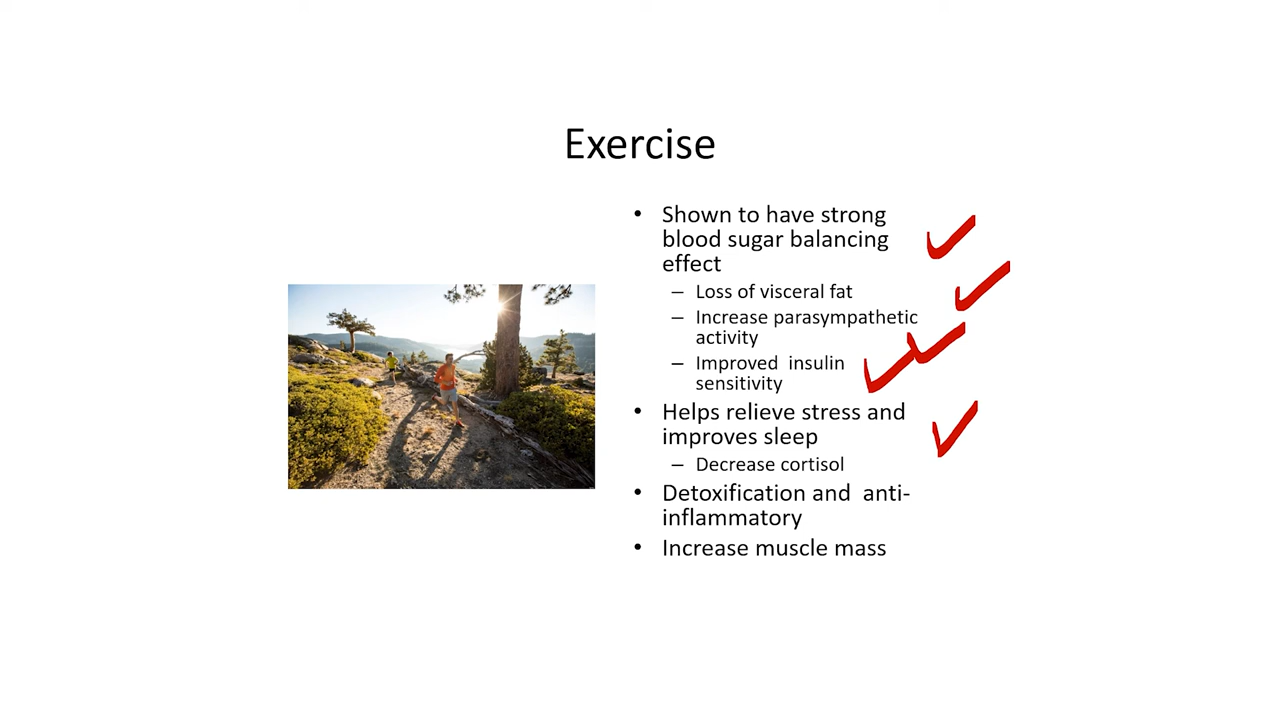 Exercise
• Shown to have strong
blood sugar balancing
effect
– Loss of visceral fat
– Increase parasympathetic
activity
– Improved  insulin
sensitivity
• Helps relieve stress and
improves sleep
– Decrease cortisol
• Detoxification and  anti-
inflammatory
• Increase muscle mass